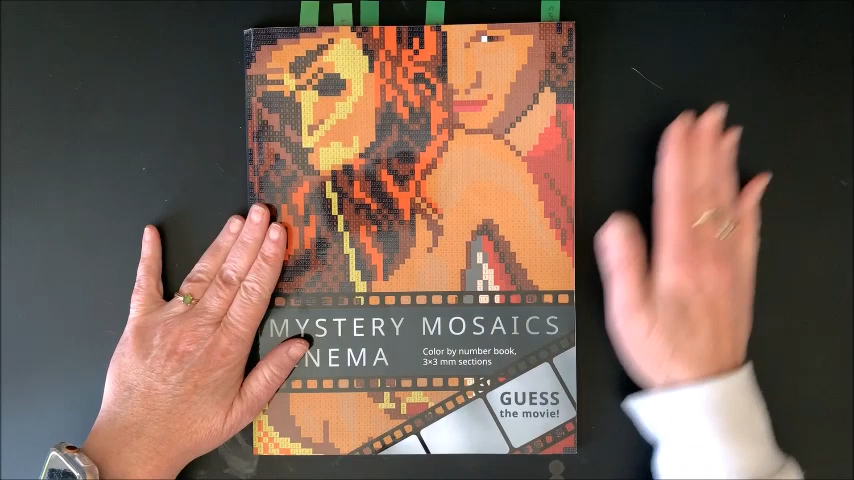 MYSTERY MOSAICS
NEMA
Color by number book,
3×3 mm sections
GUESS
the movie!